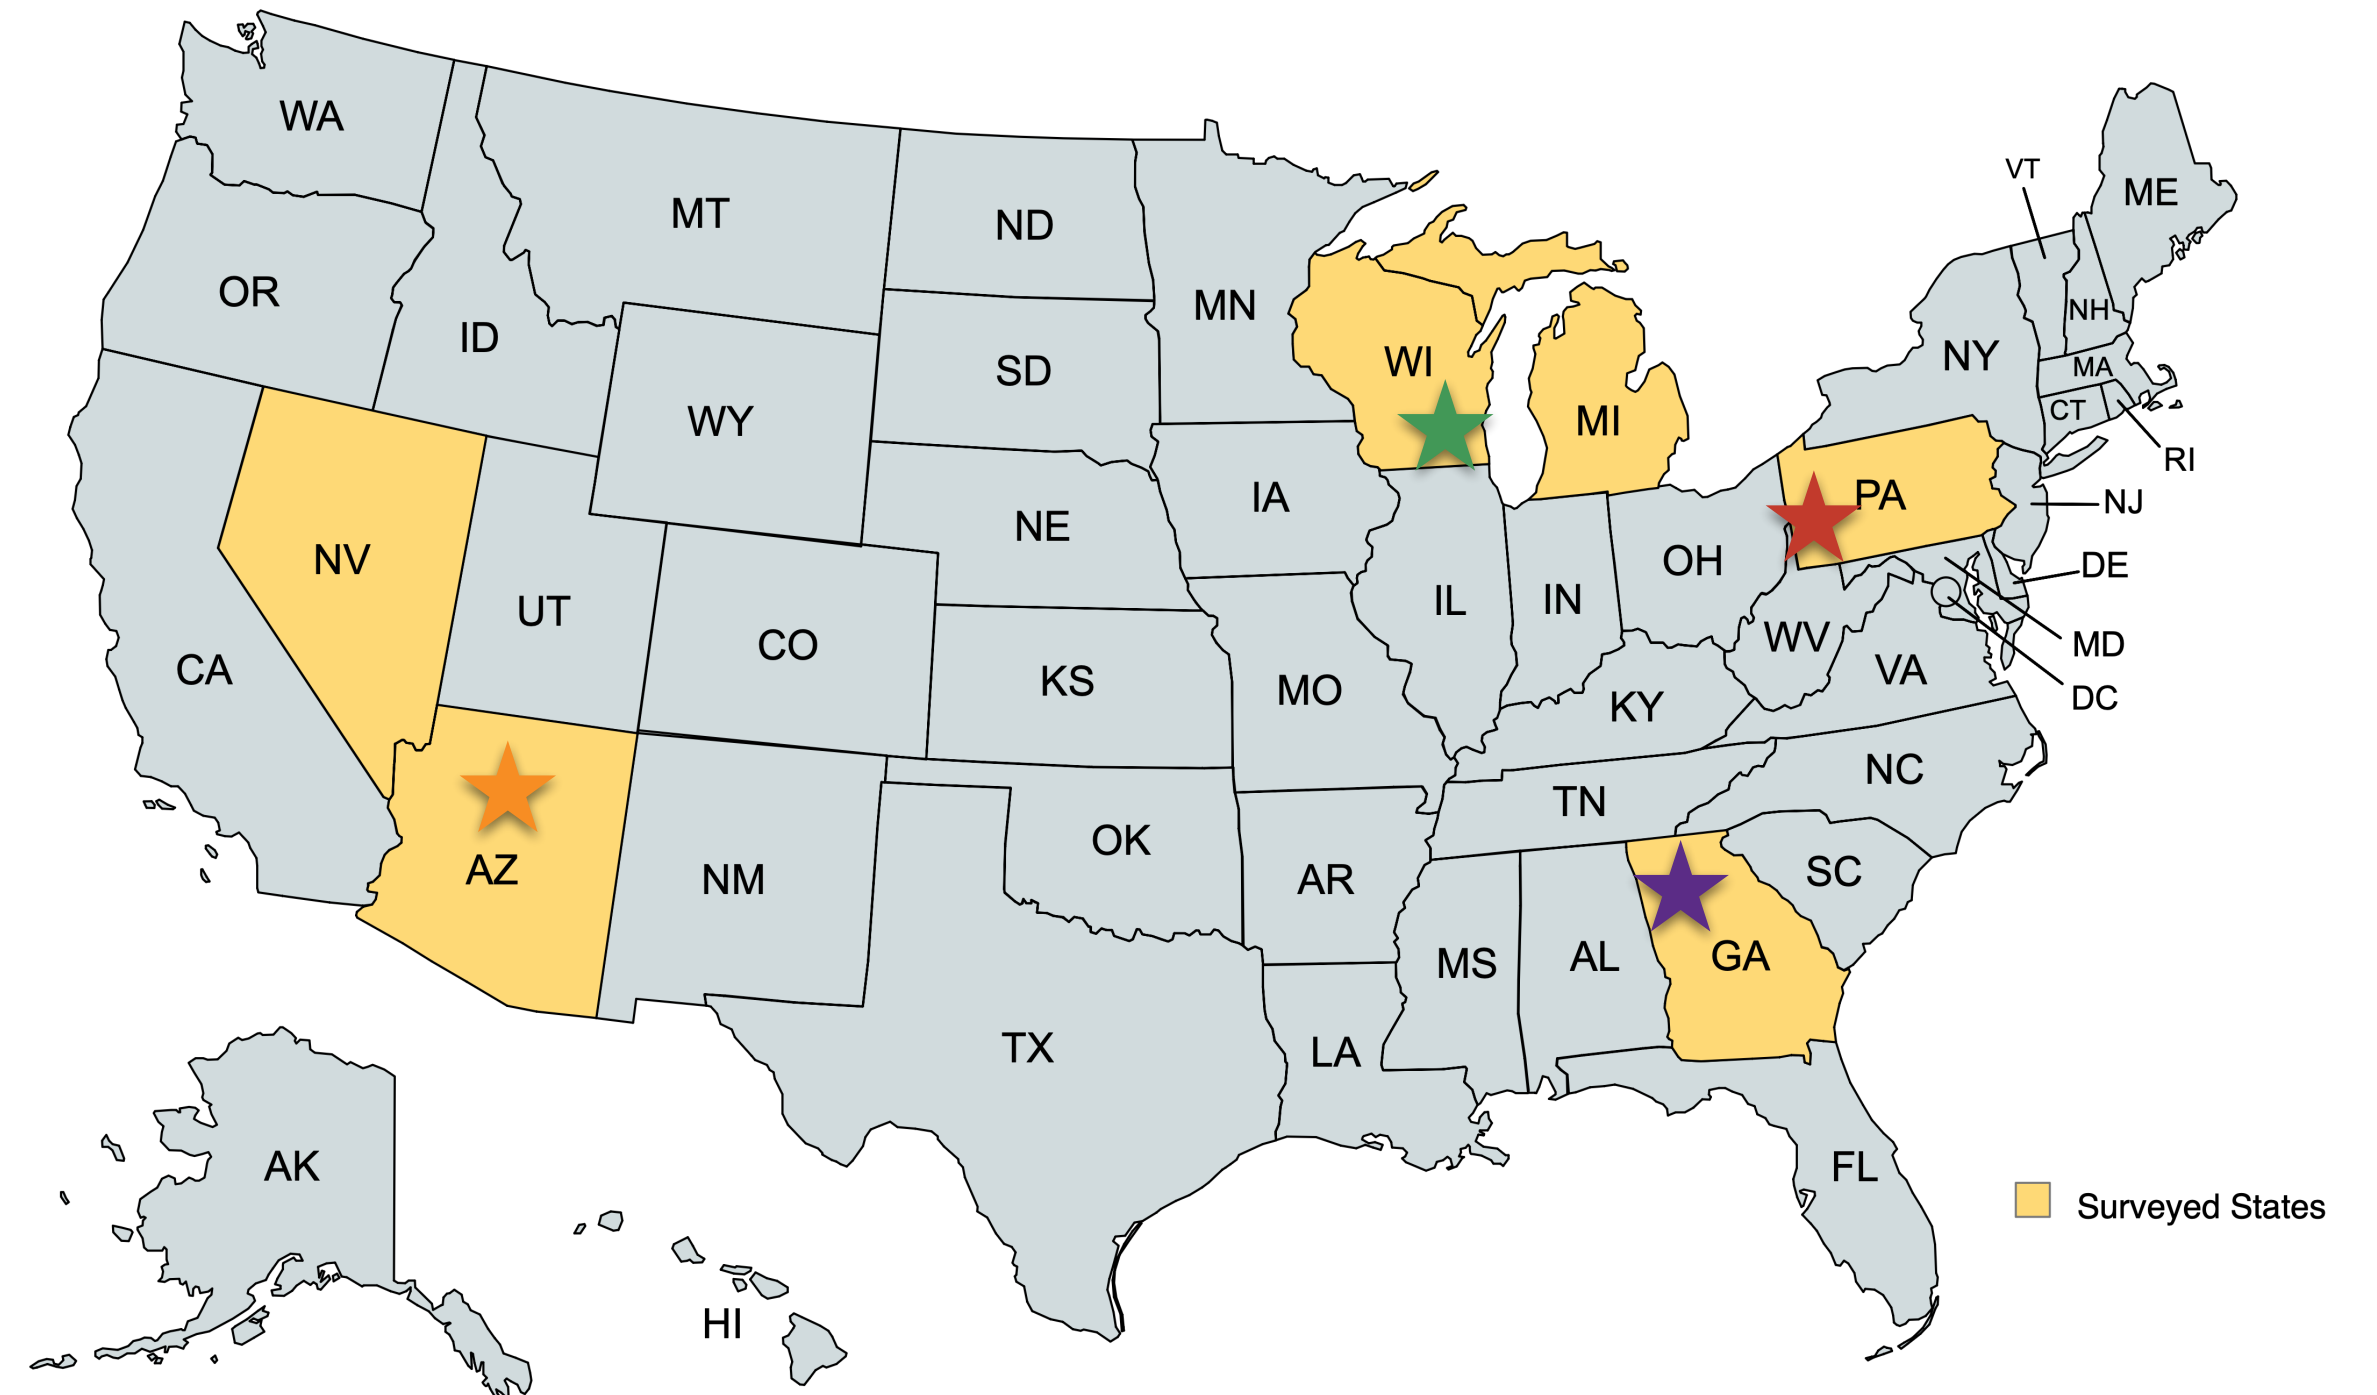 WA
MT
ND
MN
VT
ME
OR
ID
SD
WI
NH
NY
MA
WY
MI
CT
RI
IA
PA
NJ
NE
NV
OH
DE
UT
IL
IN
CO
WV
MD
CA
KS
MO
VA
DC
KY
NC
TN
OK
AZ
NM
AR
SC
MS
AL
GA
TX
LA
AK
FL
Surveyed States
HI